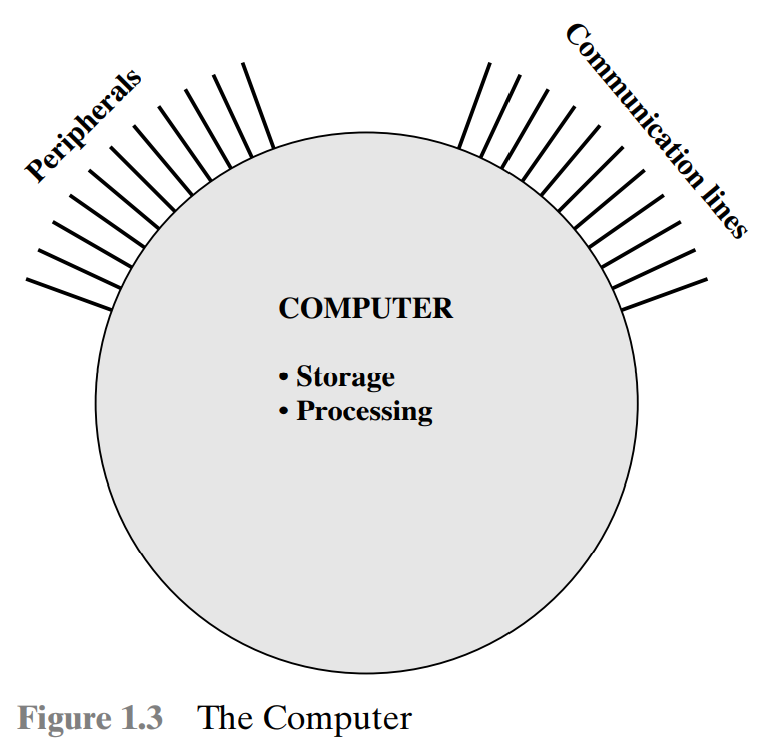 Peripherals
Communication lines
COMPUTER
• Storage
• Processing
Figure 1.3 The Computer